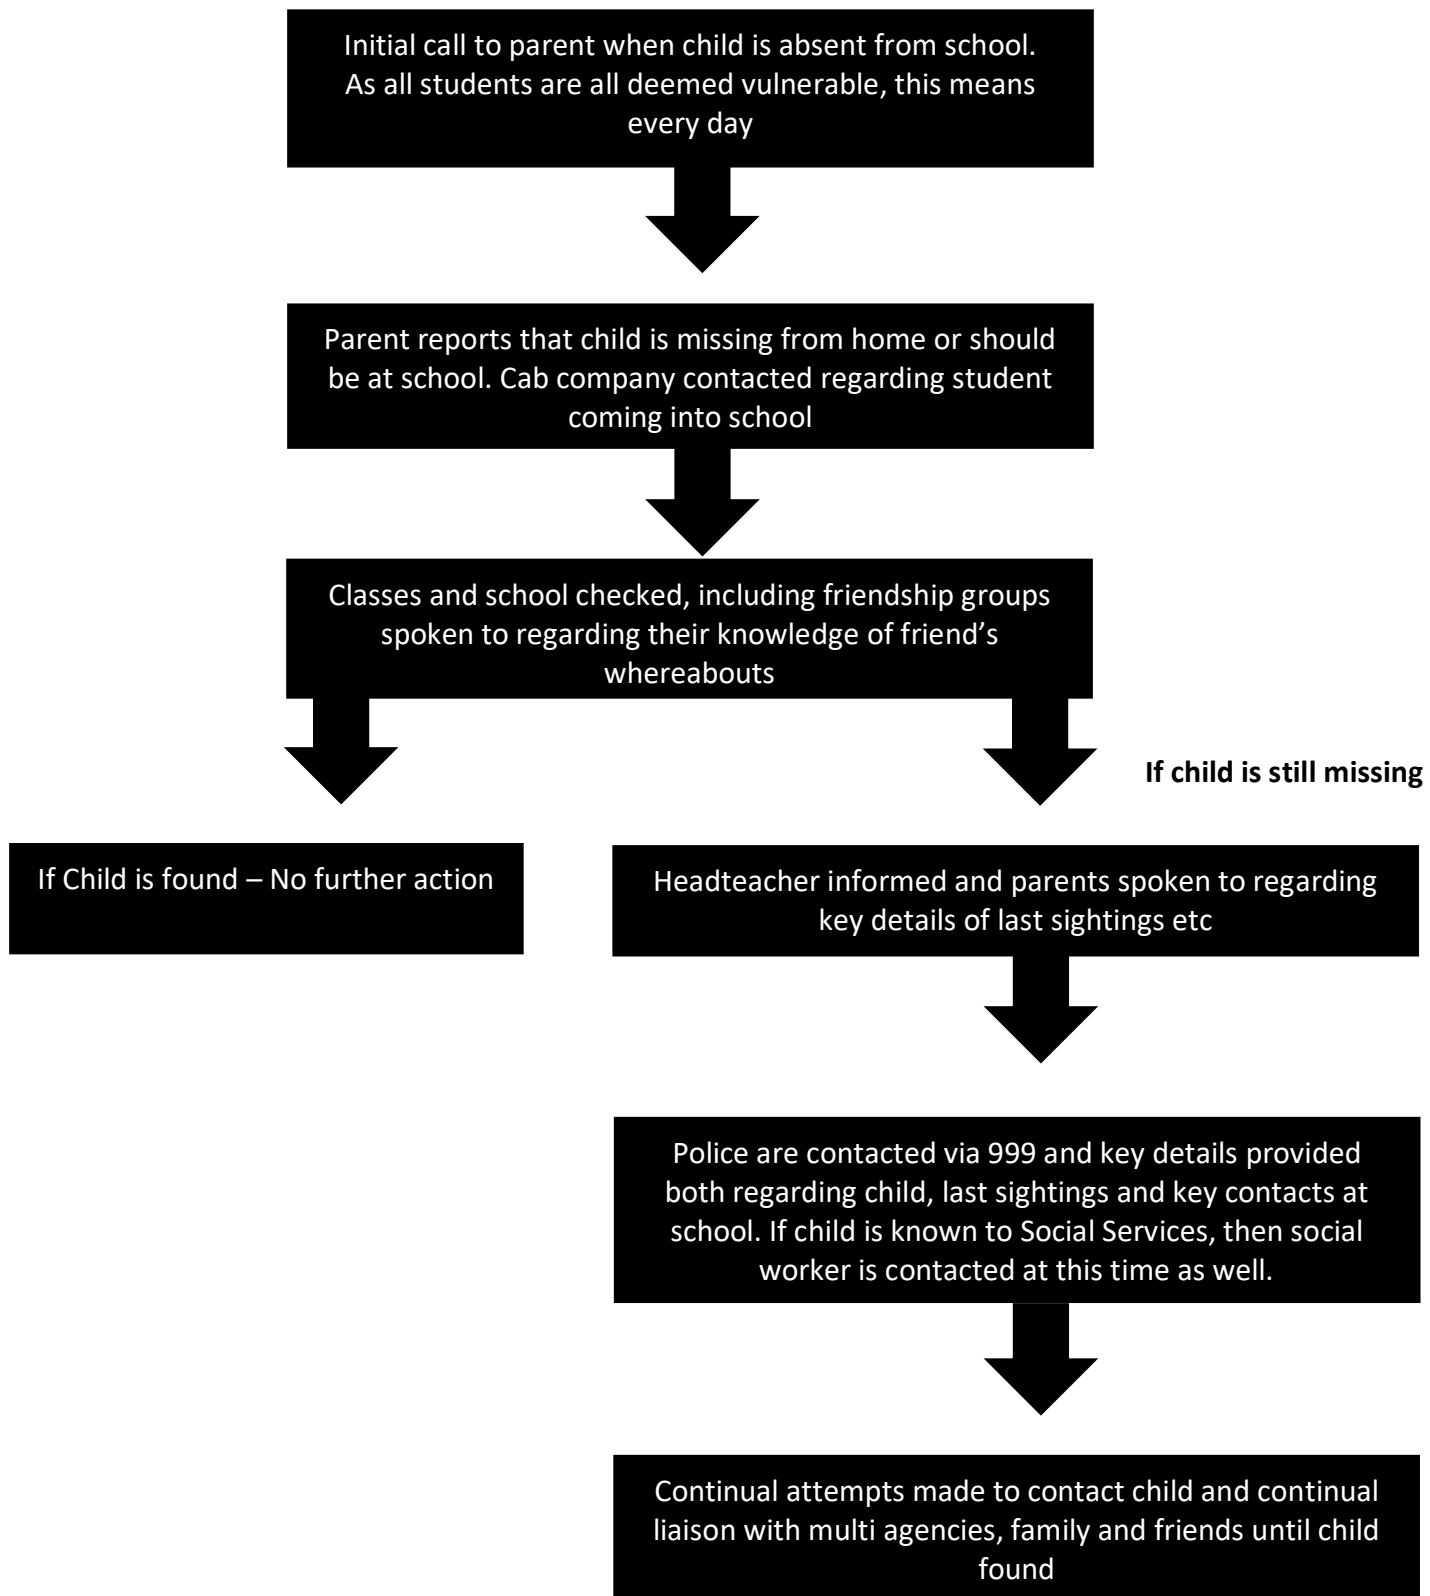 Initial call to parent when child is absent from school.
As all students are all deemed vulnerable, this means
every day
Parent reports that child is missing from home or should
be at school. Cab company contacted regarding student
coming into school
Classes and school checked, including friendship groups
spoken to regarding their knowledge of friend’s
whereabouts
If child is still missing
If Child is found – No further action
Headteacher informed and parents spoken to regarding
key details of last sightings etc
Police are contacted via 999 and key details provided
both regarding child, last sightings and key contacts at
school. If child is known to Social Services, then social
worker is contacted at this time as well.
Continual attempts made to contact child and continual
liaison with multi agencies, family and friends until child
found